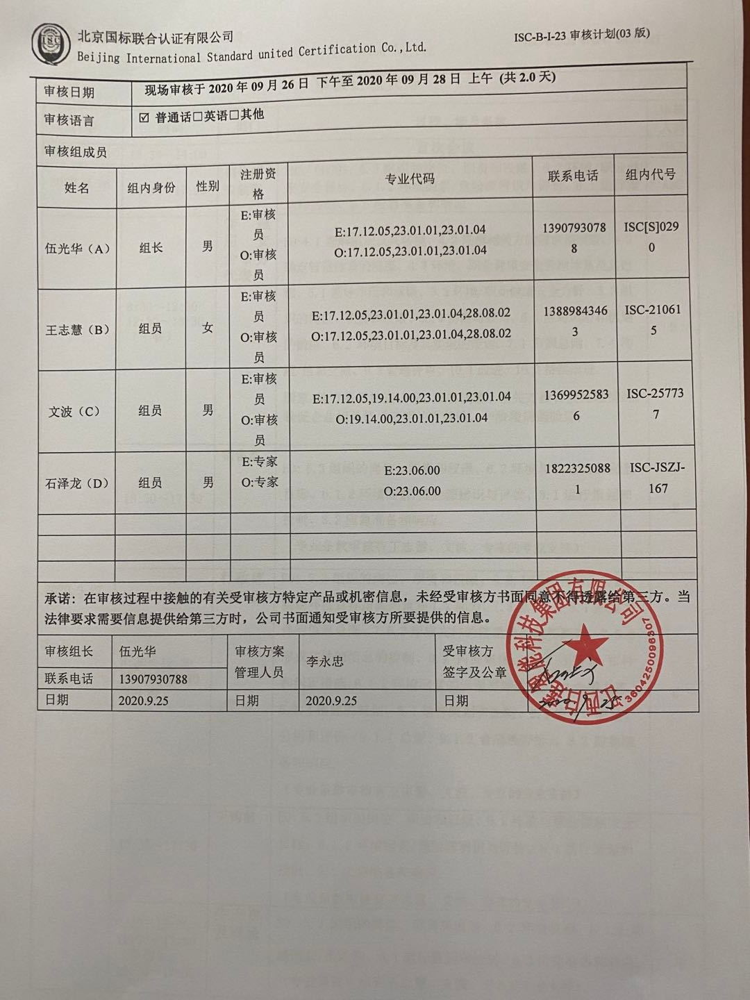 ISC
北京国标联合认证有限公司
Beijing International Standard united Certification Co.,Ltd.
ISC-B-I-23 审核计划(03 版)
审核日期 现场审核于 2020 年 09 月 26 日 下午至 2020 年 09 月 28 日 上午 (共 2.0 天)
审核语言 ☑ 普通话□英语□其他
审核组成员
姓名 组内身份 性别 注册资格 专业代码 联系电话 组内代号
伍光华（A） 组长 男 E:审核员 O:审核员 E:17.12.05,23.01.01,23.01.04 O:17.12.05,23.01.01,23.01.04 13907930788 ISC[S]0290
王志慧（B） 组员 女 E:审核员 O:审核员 E:17.12.05,23.01.01,23.01.04,28.08.02 O:17.12.05,23.01.01,23.01.04,28.08.02 13889843463 ISC-210615
文波（C） 组员 男 E:审核员 O:审核员 E:17.12.05,19.14.00,23.01.01,23.01.04 O:19.14.00,23.01.01,23.01.04 13699525836 ISC-257737
石泽龙（D） 组员 男 E:专家 O:专家 E:23.06.00 O:23.06.00 18223250881 ISC-JSZJ-167
承诺：在审核过程中接触的有关受审核方特定产品或机密信息，未经受审核方书面同意不得透露给第三方。当
法律要求需要信息提供给第三方时，公司书面通知受审核方所要提供的信息。
审核组长 伍光华 审核方案管理人员 李永忠 受审核方签字及公章
联系电话 13907930788
日期 2020.9.25 日期 2020.9.25 日期 2020.9.25
科技集团有限公司
3604250096307